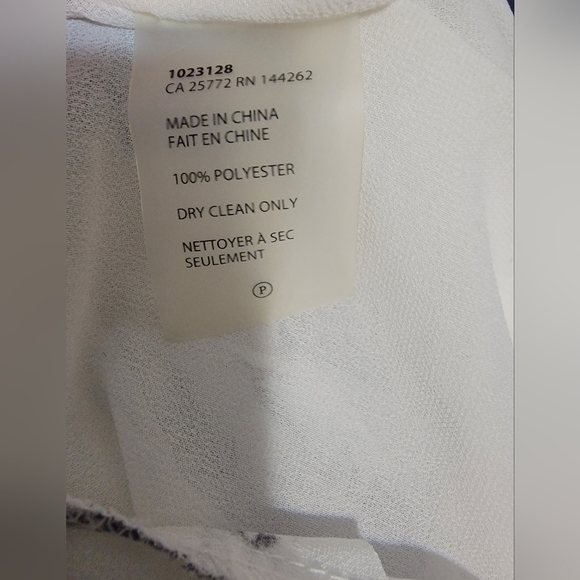 1023128
CA 25772 RN 144262
MADE IN CHINA
FAIT EN CHINE
100% POLYESTER
DRY CLEAN ONLY
NETTOYER À SEC
SEULEMENT
P